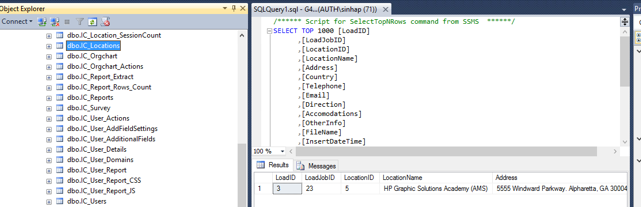 Object Explorer
Connect
dbo.IC_Location_SessionCount
dbo.IC_Locations
dbo.IC_Orgchart
dbo.IC_Orgchart_Actions
dbo.IC_Report_Extract
dbo.IC_Report_Rows_Count
dbo.IC_Reports
dbo.IC_Survey
dbo.IC_User_Actions
dbo.IC_User_AddFieldSettings
dbo.IC_User_AdditionalFields
dbo.IC_User_Details
dbo.IC_User_Domains
dbo.IC_User_Report
dbo.IC_User_Report_CSS
dbo.IC_User_Report_JS
dbo.IC_Users
SQLQuery1.sql - G4...(AUTH\sinhap (71))
/****** Script for SelectTopNRows command from SSMS ******/
SELECT TOP 1000 [LoadID]
,[LoadJobID]
,[LocationID]
,[LocationName]
,[Address]
,[Country]
,[Telephone]
,[Email]
,[Direction]
,[Accomodations]
,[OtherInfo]
,[FileName]
,[InsertDateTime]
100 %
Results Messages
LoadID LoadJobID LocationID LocationName Address
1 3 23 5 HP Graphic Solutions Academy (AMS) 5555 Windward Parkway. Alpharetta, GA 30004